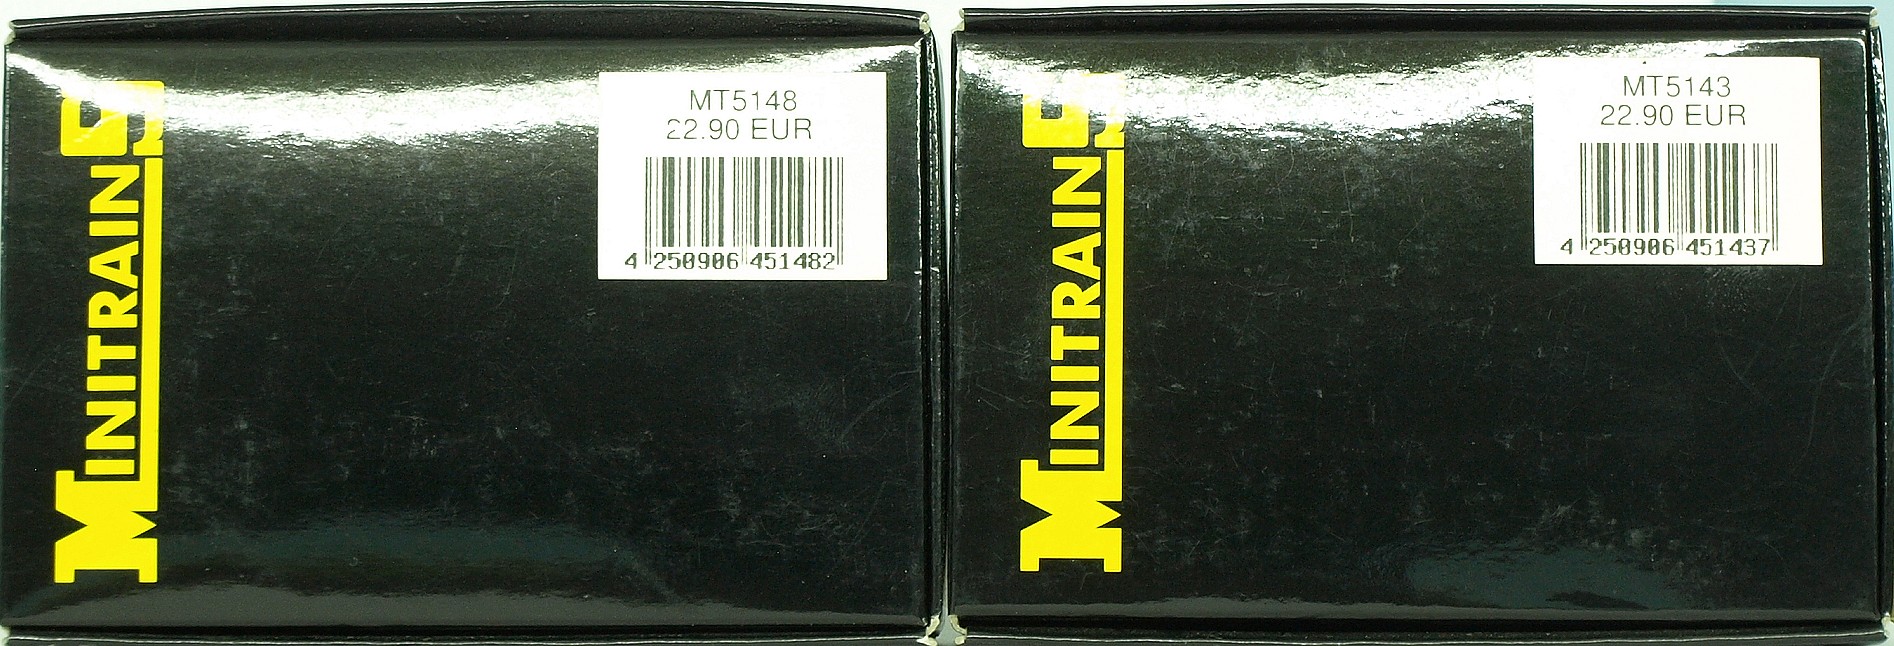 MINITRAINS
MT5148
22.90 EUR
4 250906 451482
MINITRAINS
MT5143
22.90 EUR
4 250906 451437